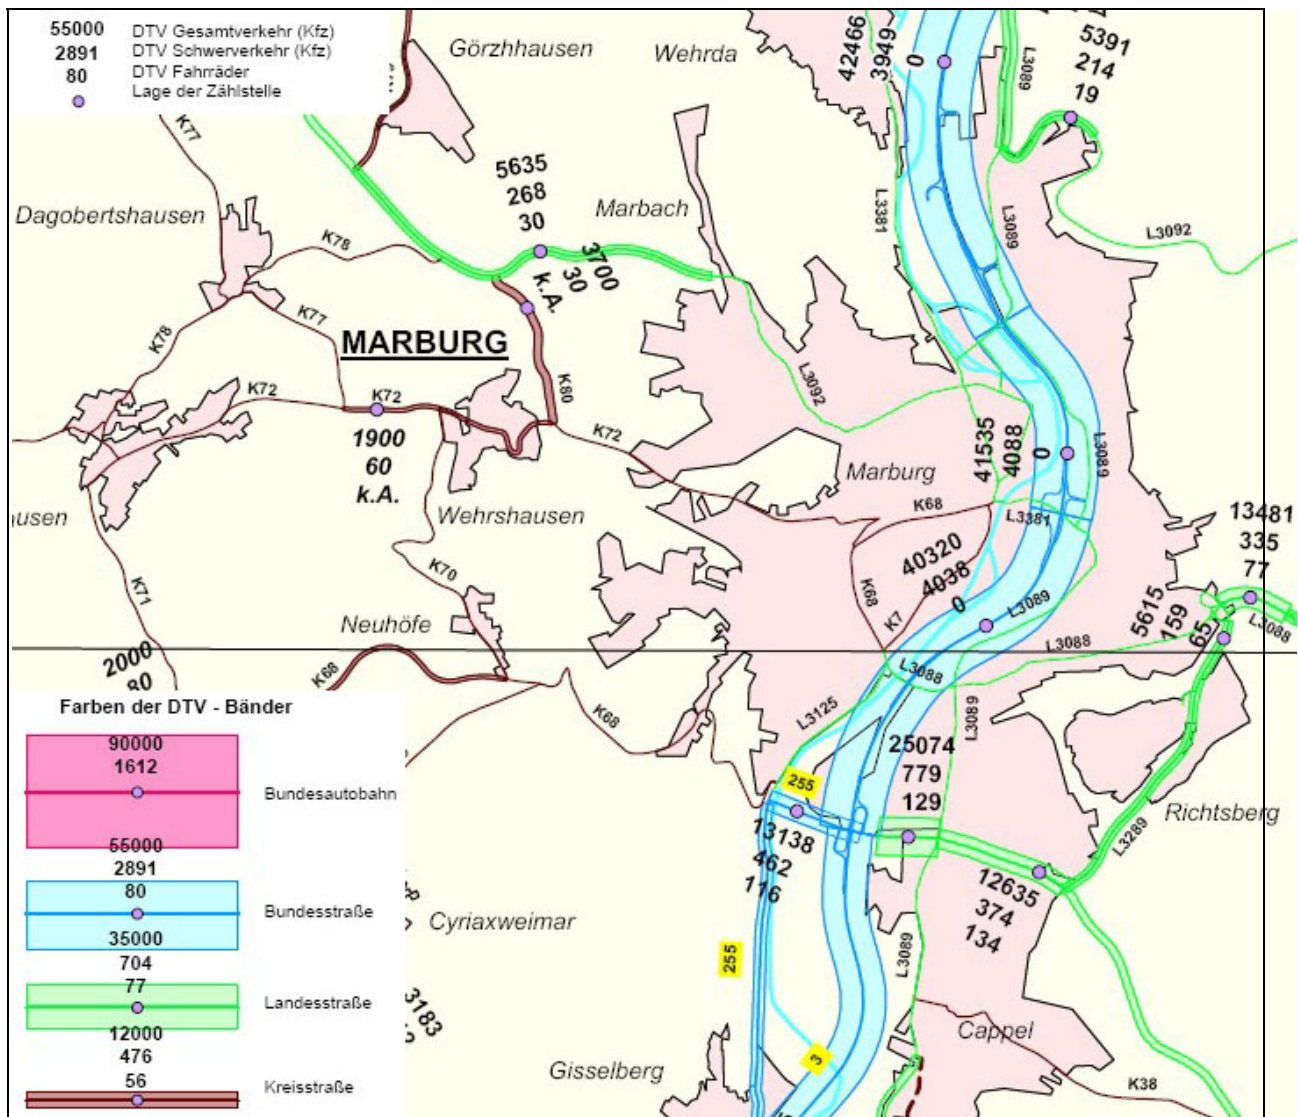 55000 DTV Gesamtverkehr (Kfz)
2891 DTV Schwerverkehr (Kfz)
80 DTV Fahrräder
Lage der Zählstelle
Görzhhausen
Wehrda
42466
3949
0
L3089
5391
214
19
K77
5635
268
30
Marbach
L3381
L3089
L3092
Dagobertshausen
K78
3700
30
k.A.
K77
K78
MARBURG
K72
K72
K80
L3092
1900
60
k.A.
K72
41535
4088
0
L3089
Marburg
Wehrshausen
K68
L3381
13481
335
77
usen
40320
4038
0
K70
K71
K68
K7
L3089
5615
159
65
L3088
Neuhöfe
L3088
2000
80
K68
L3088
K68
L3125
L3089
Farben der DTV - Bänder
90000
1612
Bundesautobahn
55000
2891
80
Bundesstraße
35000
704
77
Landesstraße
12000
476
56
Kreisstraße
25074
779
129
255
13138
462
116
Richtsberg
L3289
12635
374
134
Cyriaxweimar
255
L3089
3183
Cappel
3
Gisselberg
K38